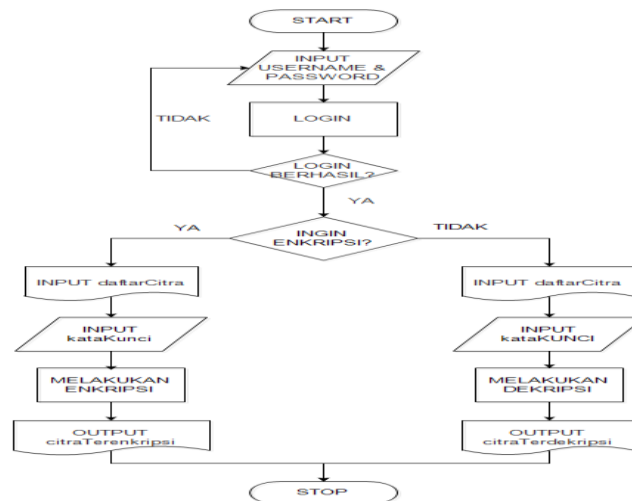 START
INPUT
USERNAME &
PASSWORD
TIDAK
LOGIN
LOGIN
BERHASIL?
YA
YA
INGIN
ENKRIPSI?
TIDAK
INPUT daftarCitra
INPUT daftarCitra
INPUT
kataKunci
INPUT
kataKUNCI
MELAKUKAN
ENKRIPSI
MELAKUKAN
DEKRIPSI
OUTPUT
citraTerenkripsi
OUTPUT
citraTerdekripsi
STOP